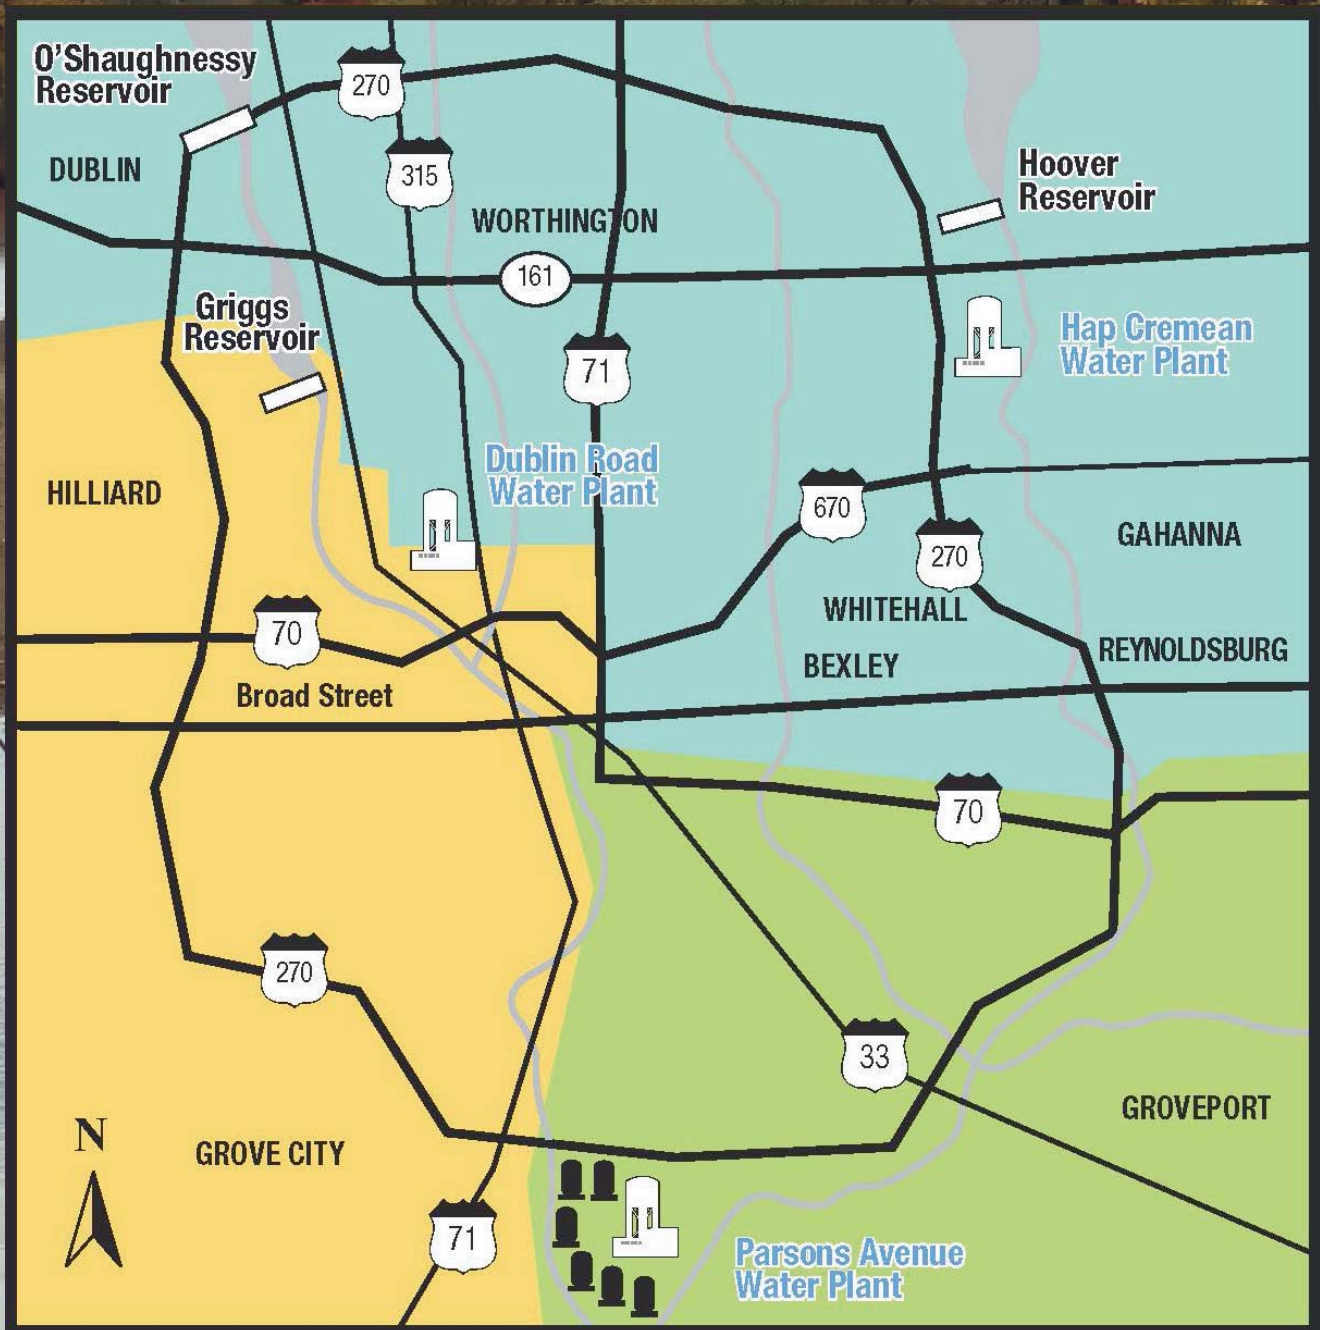 O'Shaughnessy
Reservoir
270
DUBLIN
315
Hoover
Reservoir
WORTHINGTON
161
Griggs
Reservoir
Hap Cremean
Water Plant
71
Dublin Road
Water Plant
HILLIARD
670
GAHANNA
270
WHITEHALL
70
BEXLEY
REYNOLDSBURG
Broad Street
70
270
33
GROVEPORT
N
GROVE CITY
71
Parsons Avenue
Water Plant